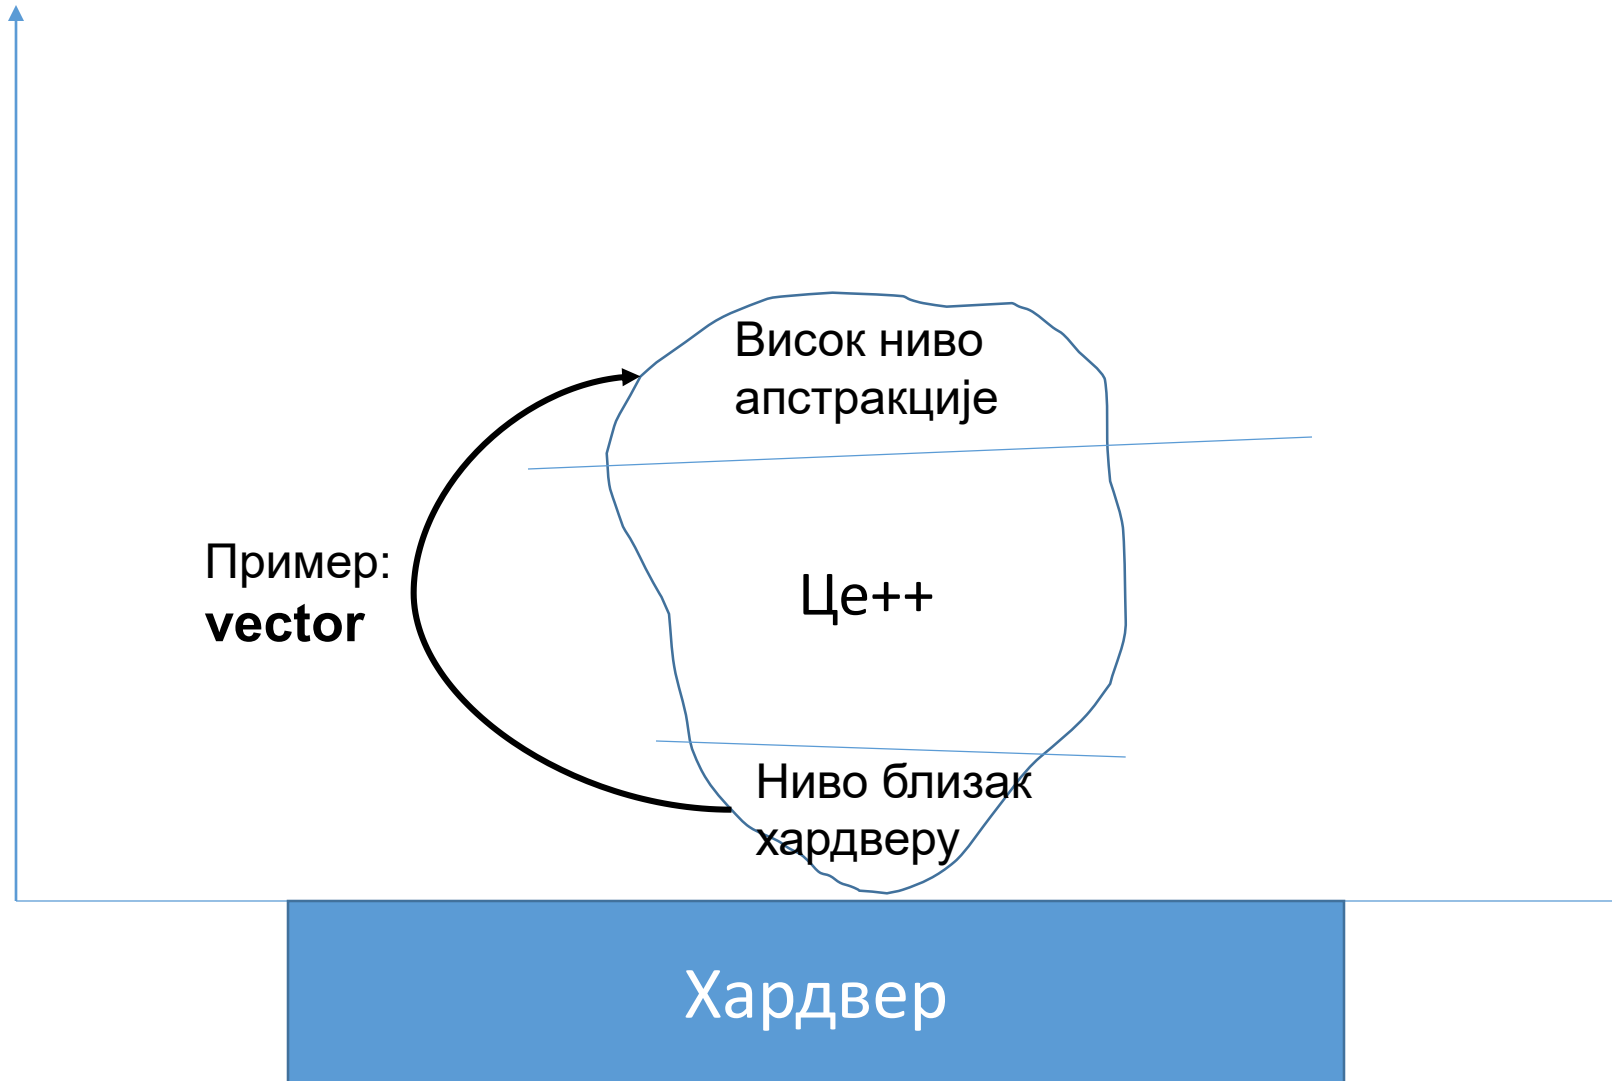 Висок ниво
апстракције
Пример:
vector
Це++
Ниво близак
хардверу
Хардвер